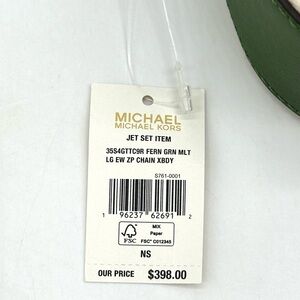 MICHAEL
MICHAEL KORS
JET SET ITEM
35S4GTTC9R FERN GRN MLT
LG EW ZP CHAIN XBDY
S761-0001
1 96237 62691 2
FSC
MIX
Paper
FSC® C012345
NS
OUR PRICE $398.00